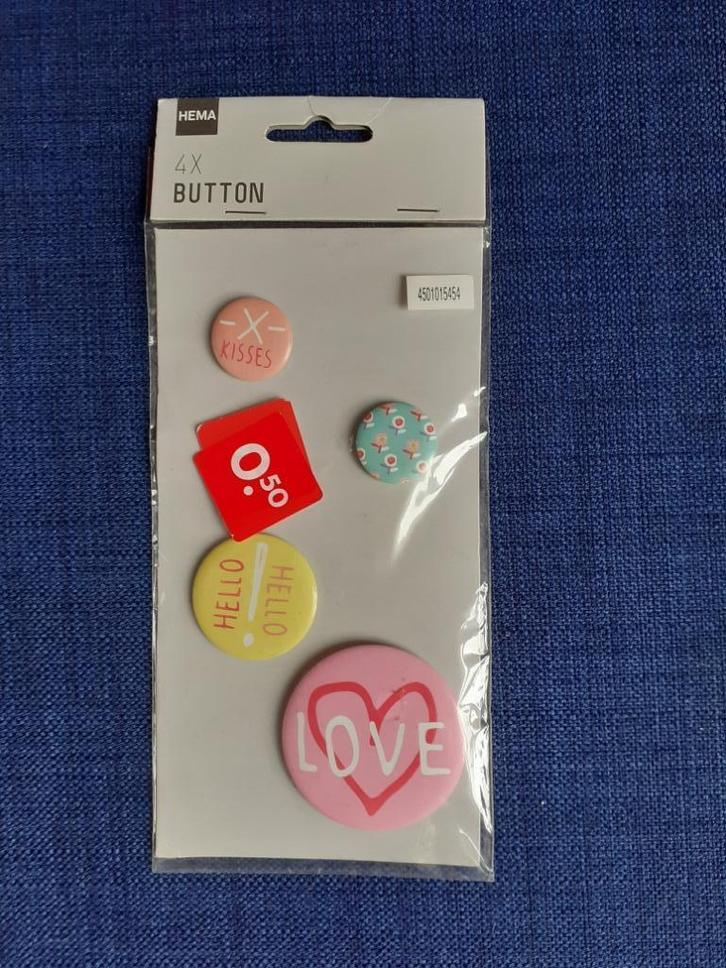 HEMA
4X
BUTTON
4501015454
-X-
KISSES
0.50
HELLO
HELLO
!
LOVE